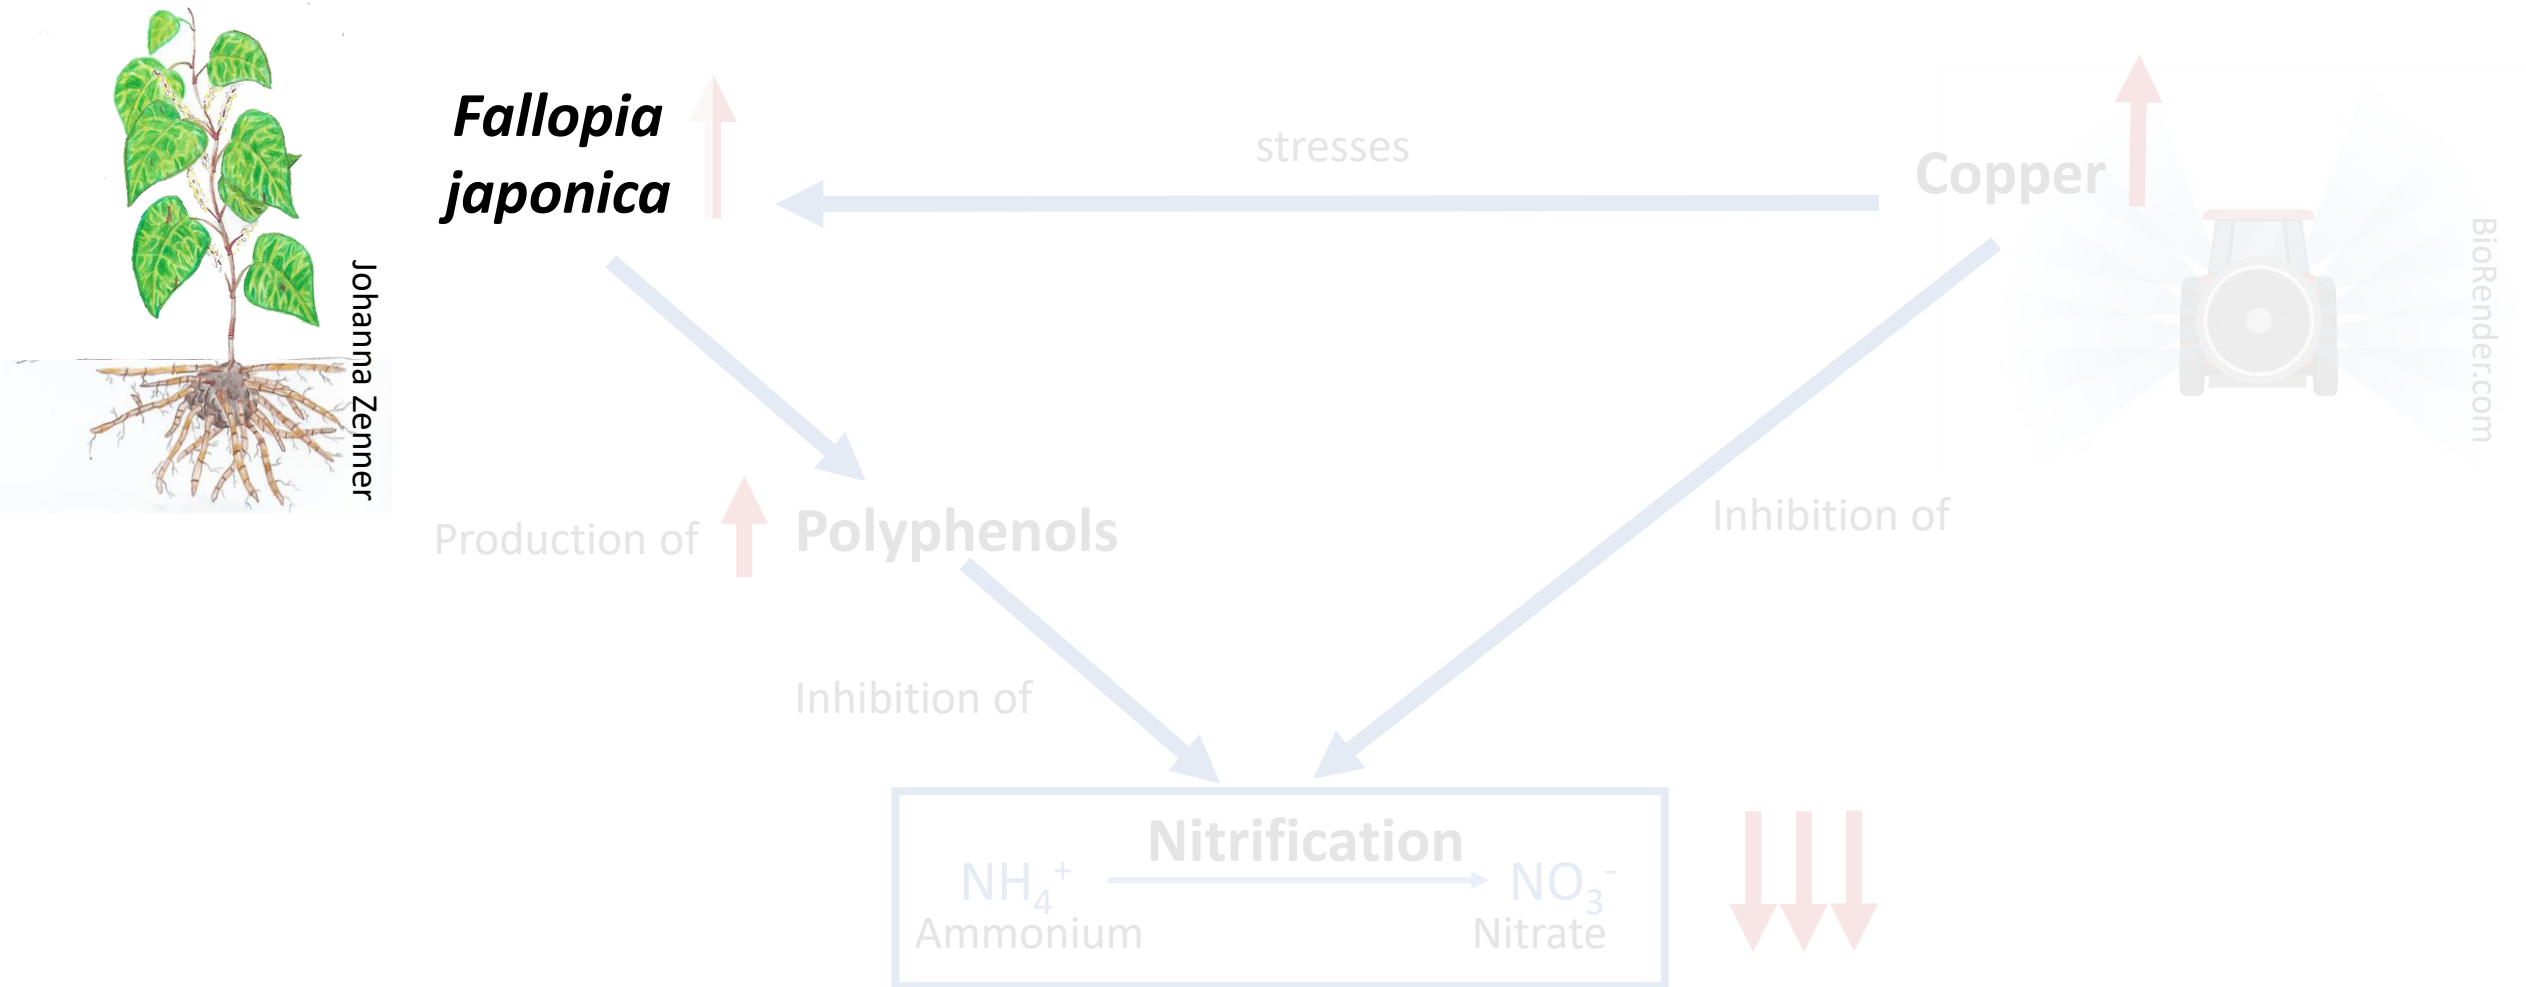 Fallopia
japonica
stresses
Copper
Johanna Zenner
BioRender.com
Production of
Polyphenols
Inhibition of
Inhibition of
Nitrification
NH₄⁺
NO₃⁻
Ammonium
Nitrate